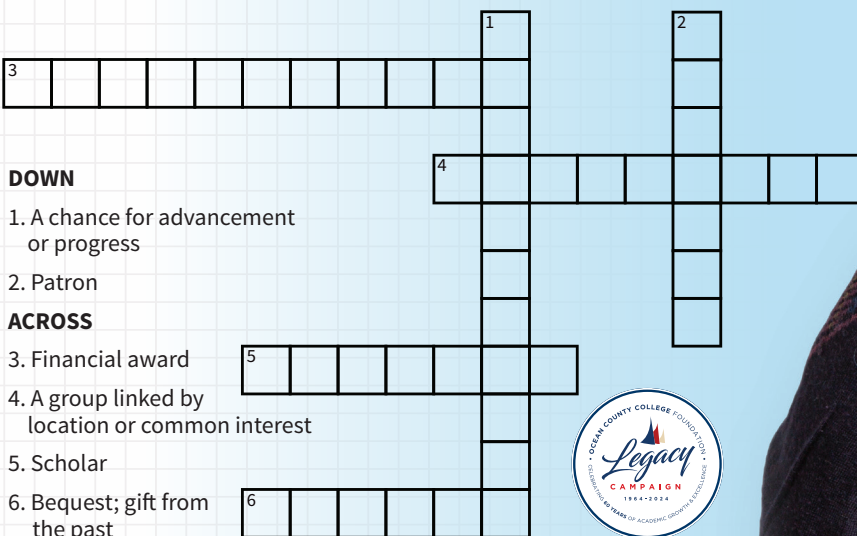 1
2
3
4
DOWN
1. A chance for advancement
or progress
2. Patron
ACROSS
3. Financial award
4. A group linked by
location or common interest
5. Scholar
6. Bequest; gift from
the past
5
6
OCEAN COUNTY COLLEGE FOUNDATION
Legacy
CAMPAIGN
1964-2024
CELEBRATING 60 YEARS OF ACADEMIC GROWTH & EXCELLENCE